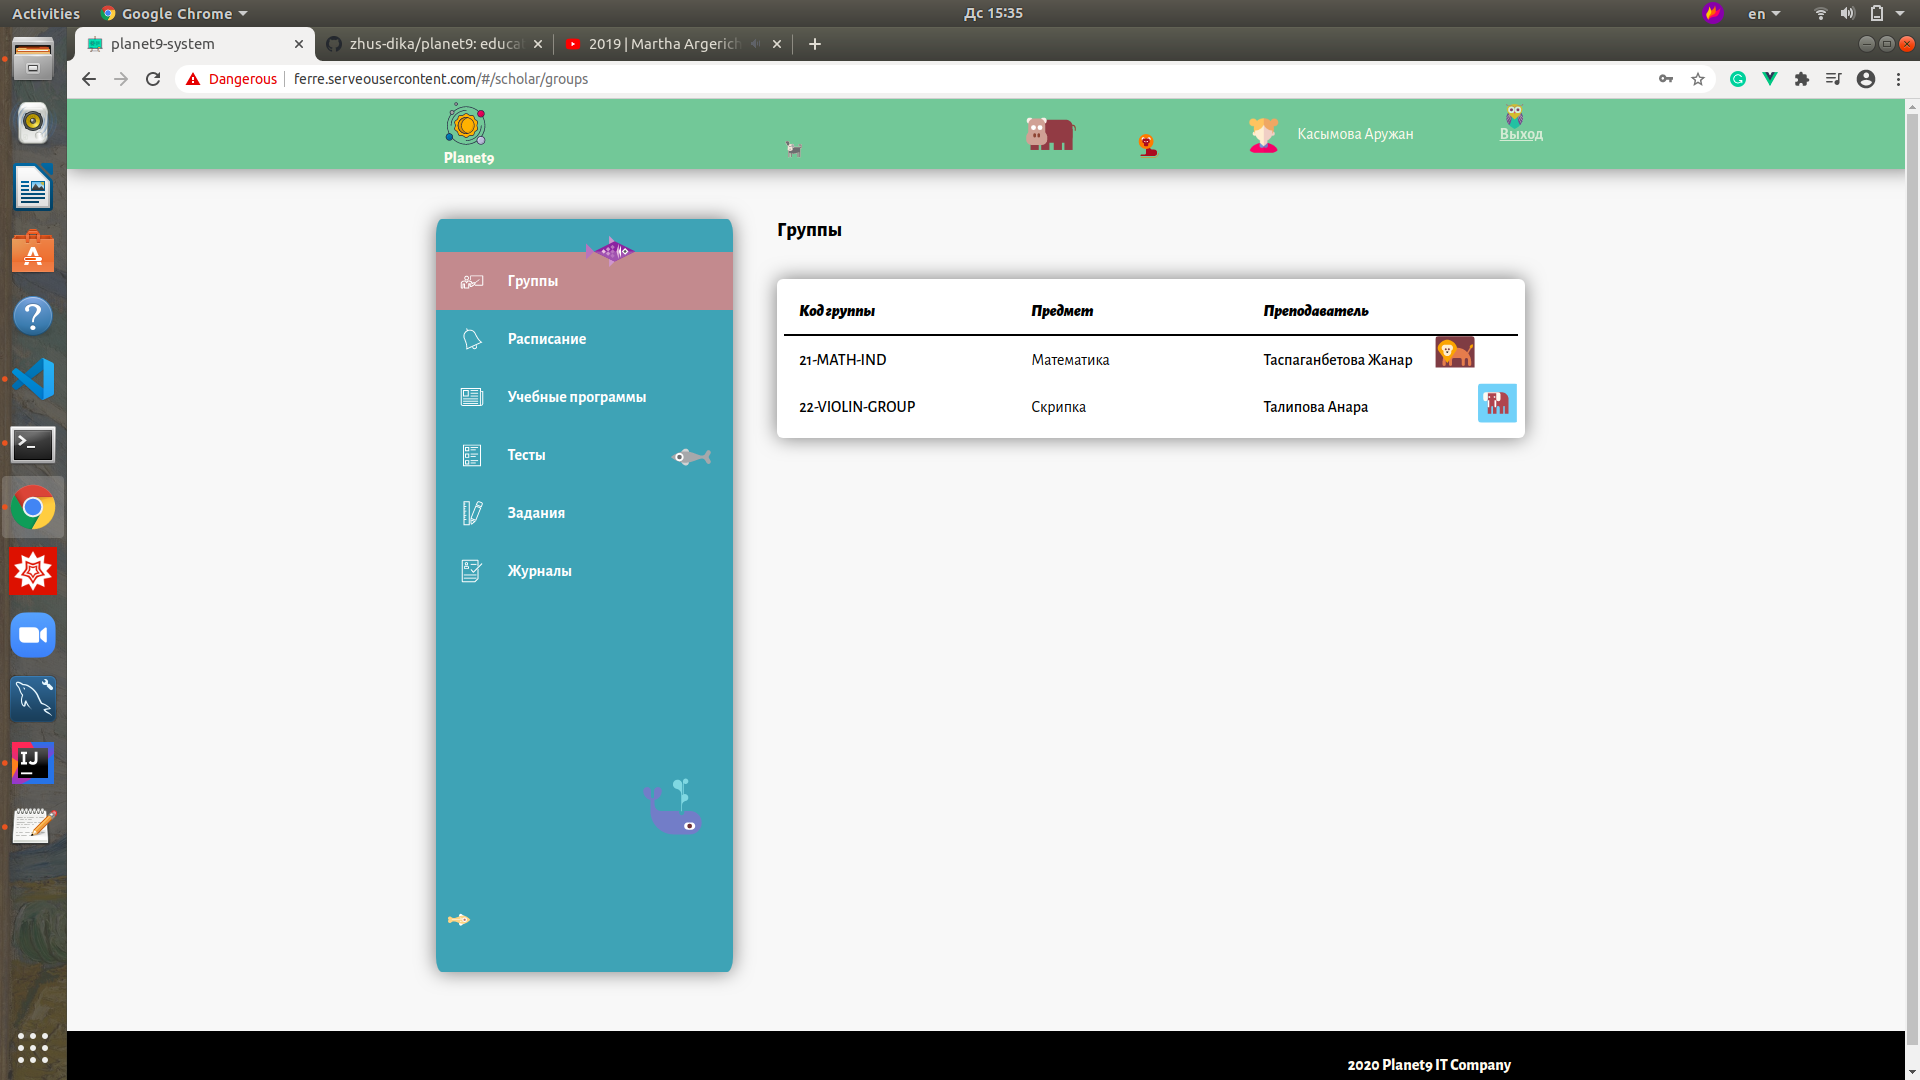 Activities
Google Chrome
Дс 15:35
en
planet9-system
zhus-dika/planet9: educa
2019 | Martha Argerich
Dangerous
ferre.serveousercontent.com/#/scholar/groups
Planet9
Касымова Аружан
Выход
Группы
Расписание
Учебные программы
Тесты
Задания
Журналы
Группы
Код группы
Предмет
Преподаватель
21-MATH-IND
Математика
Таспаганбетова Жанар
22-VIOLIN-GROUP
Скрипка
Талипова Анара
2020 Planet9 IT Company